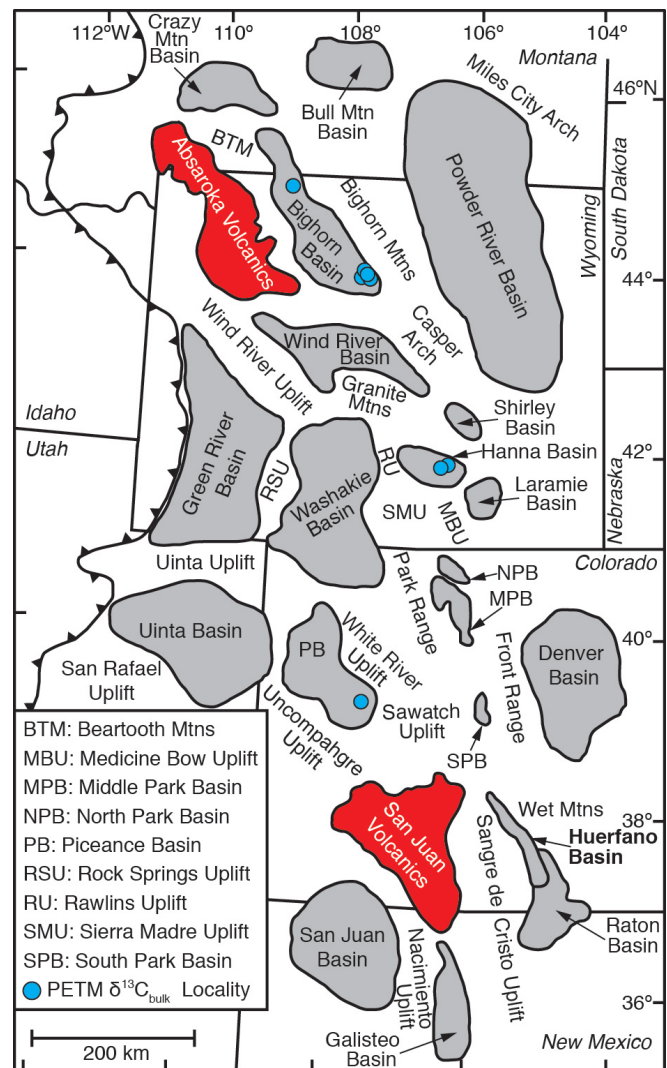 112°W
110°
108°
106°
104°
Crazy
Mtn
Basin
Montana
46°N
Bull Mtn
Basin
Miles City Arch
BTM
Absaroka Volcanics
Bighorn
Basin
Bighorn Mtns
Powder River Basin
South Dakota
Wyoming
44°
Wind River
Basin
Casper
Arch
Wind River Uplift
Granite
Mtns
Idaho
Utah
Shirley
Basin
Hanna Basin
42°
Green River
Basin
RSU
Washakie
Basin
RU
SMU
MBU
Laramie
Basin
Nebraska
Colorado
Uinta Uplift
NPB
MPB
Park Range
Uinta Basin
PB
White River
Uplift
Front Range
Denver
Basin
40°
San Rafael
Uplift
Uncompahgre
Uplift
Sawatch
Uplift
SPB
BTM: Beartooth Mtns
MBU: Medicine Bow Uplift
MPB: Middle Park Basin
NPB: North Park Basin
PB: Piceance Basin
RSU: Rock Springs Uplift
RU: Rawlins Uplift
SMU: Sierra Madre Uplift
SPB: South Park Basin
PETM δ¹³C_bulk Locality
San Juan
Volcanics
Wet Mtns
38°
Huerfano
Basin
Sangre de
Cristo Uplift
Raton
Basin
San Juan
Basin
Nacimiento
Uplift
36°
Galisteo
Basin
New Mexico
200 km